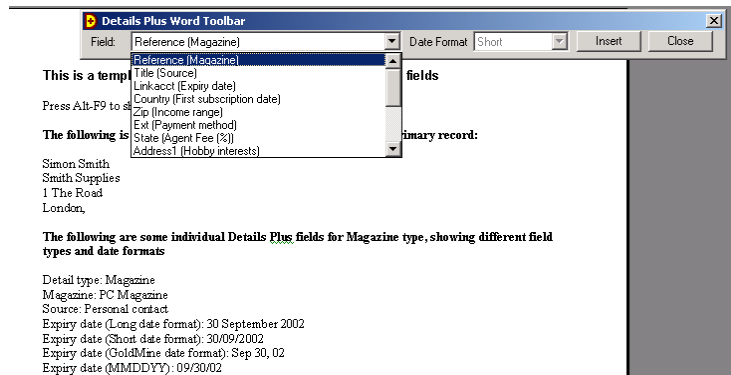 Details Plus Word Toolbar
Field: Reference (Magazine) Date Format Short Insert Close
Reference (Magazine)
Title (Source)
Linkacct (Expiry date)
Country (First subscription date)
Zip (Income range)
Ext (Payment method)
State (Agent Fee (%))
Address1 (Hobby interests)
This is a templ fields
Press Alt-F9 to sh
The following is rimary record:
Simon Smith
Smith Supplies
1 The Road
London,
The following are some individual Details Plus fields for Magazine type, showing different field
types and date formats
Detail type: Magazine
Magazine: PC Magazine
Source: Personal contact
Expiry date (Long date format): 30 September 2002
Expiry date (Short date format): 30/09/2002
Expiry date (GoldMine date format): Sep 30, 02
Expiry date (MMDDYY): 09/30/02